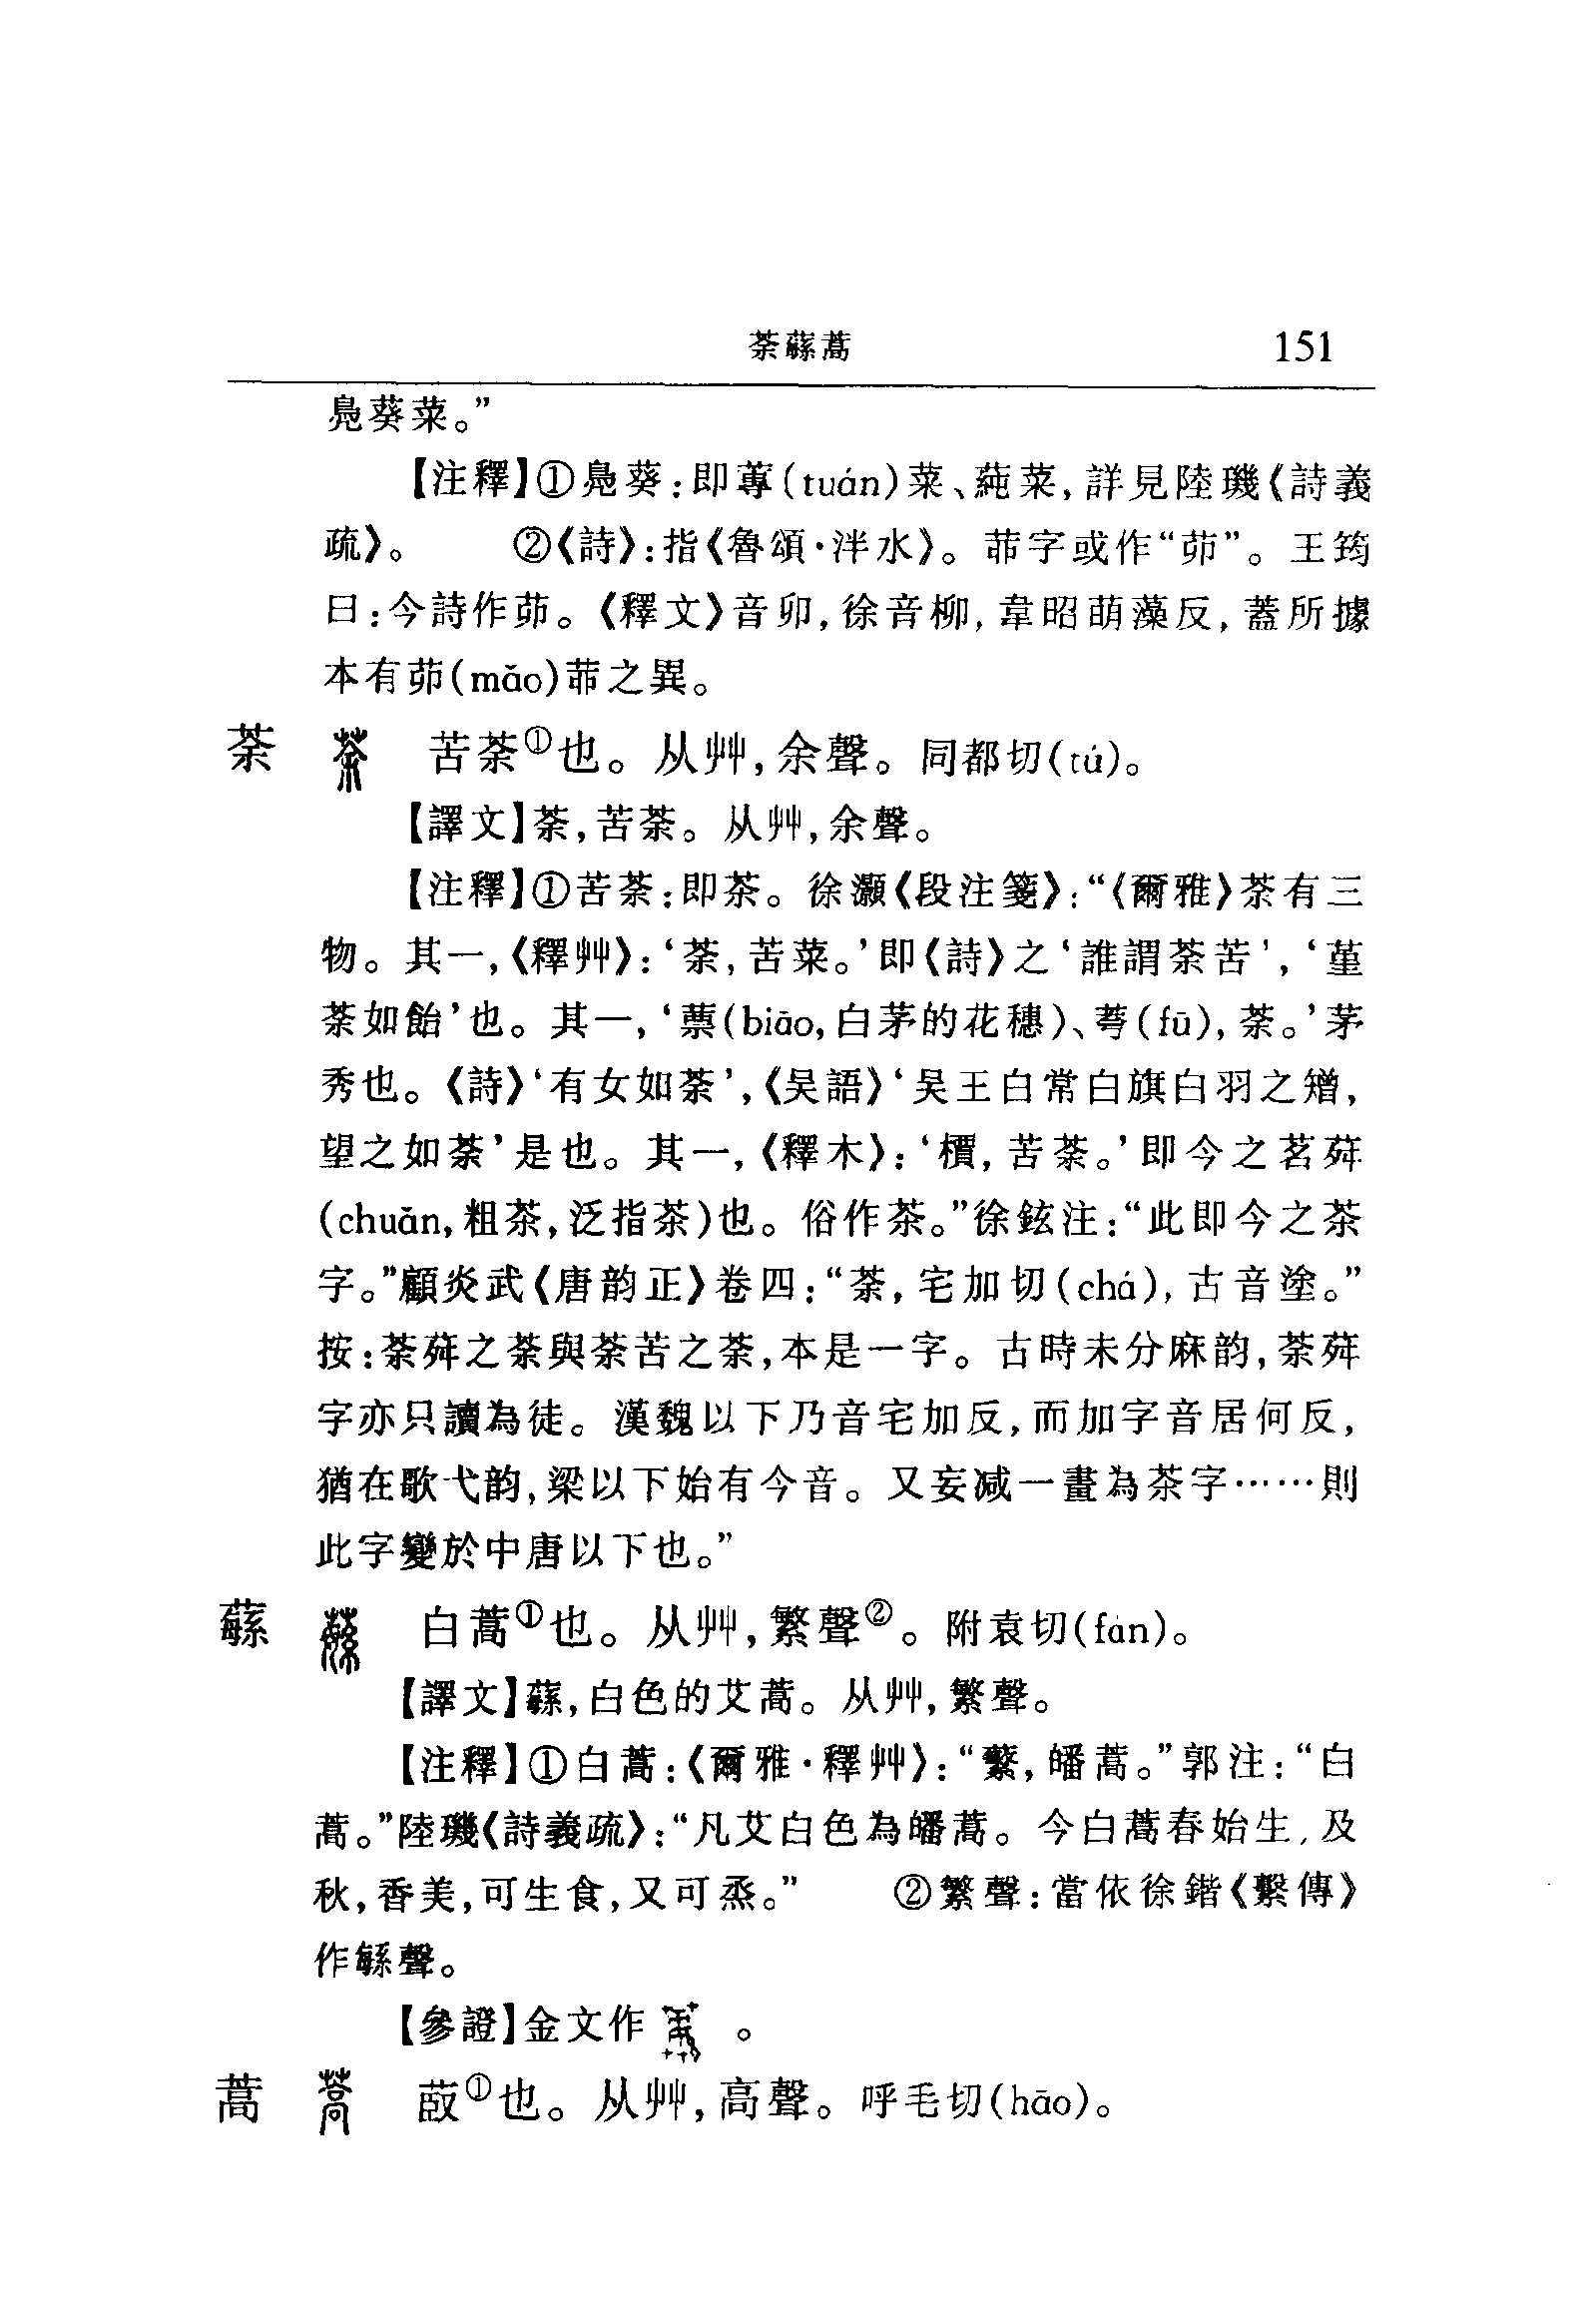 荼蘇蒿 151
鳧葵菜。”
【注釋】①鳧葵:即蓴(tuán)菜、蒓菜,詳見陸璣《詩義
疏》。 ②《詩》:指《魯頌·泮水》。茆字或作“茆”。王筠
曰:今詩作茆。《釋文》音卯,徐音柳,韋昭萌藻反,蓋所據
本有茆(mǎo)茆之異。
荼 苦荼①也。从艸,余聲。同都切(tú)。
【譯文】荼,苦荼。从艸,余聲。
【注釋】①苦荼:即茶。徐灝《段注箋》:“《爾雅》荼有三
物。其一,《釋艸》:‘荼,苦菜。’即《詩》之‘誰謂荼苦’,‘堇
荼如飴’也。其一,‘蔈(biāo,白茅的花穗)、荂(fū),荼。’茅
秀也。《詩》‘有女如荼’,《吴語》‘吴王白常白旗白羽之矰,
望之如荼’是也。其一,《釋木》:‘檟,苦荼。’即今之茗荈
(chuǎn,粗茶,泛指茶)也。俗作茶。”徐鉉注:“此即今之茶
字。”顧炎武《唐韵正》卷四:“荼,宅加切(chá),古音塗。”
按:荼荈之荼與荼苦之荼,本是一字。古時未分麻韵,荼荈
字亦只讀為徒。漢魏以下乃音宅加反,而加字音居何反,
猶在歌弋韵,梁以下始有今音。又妄减一畫為茶字……則
此字變於中唐以下也。”
蘩 白蒿①也。从艸,繁聲②。附袁切(fán)。
【譯文】蘩,白色的艾蒿。从艸,繁聲。
【注釋】①白蒿:《爾雅·釋艸》:“蘩,皤蒿。”郭注:“白
蒿。”陸璣《詩義疏》:“凡艾白色為皤蒿。今白蒿春始生,及
秋,香美,可生食,又可烝。” ②繁聲:當依徐鍇《繫傳》
作緐聲。
【參證】金文作 。
蒿 菣①也。从艸,高聲。呼毛切(hāo)。